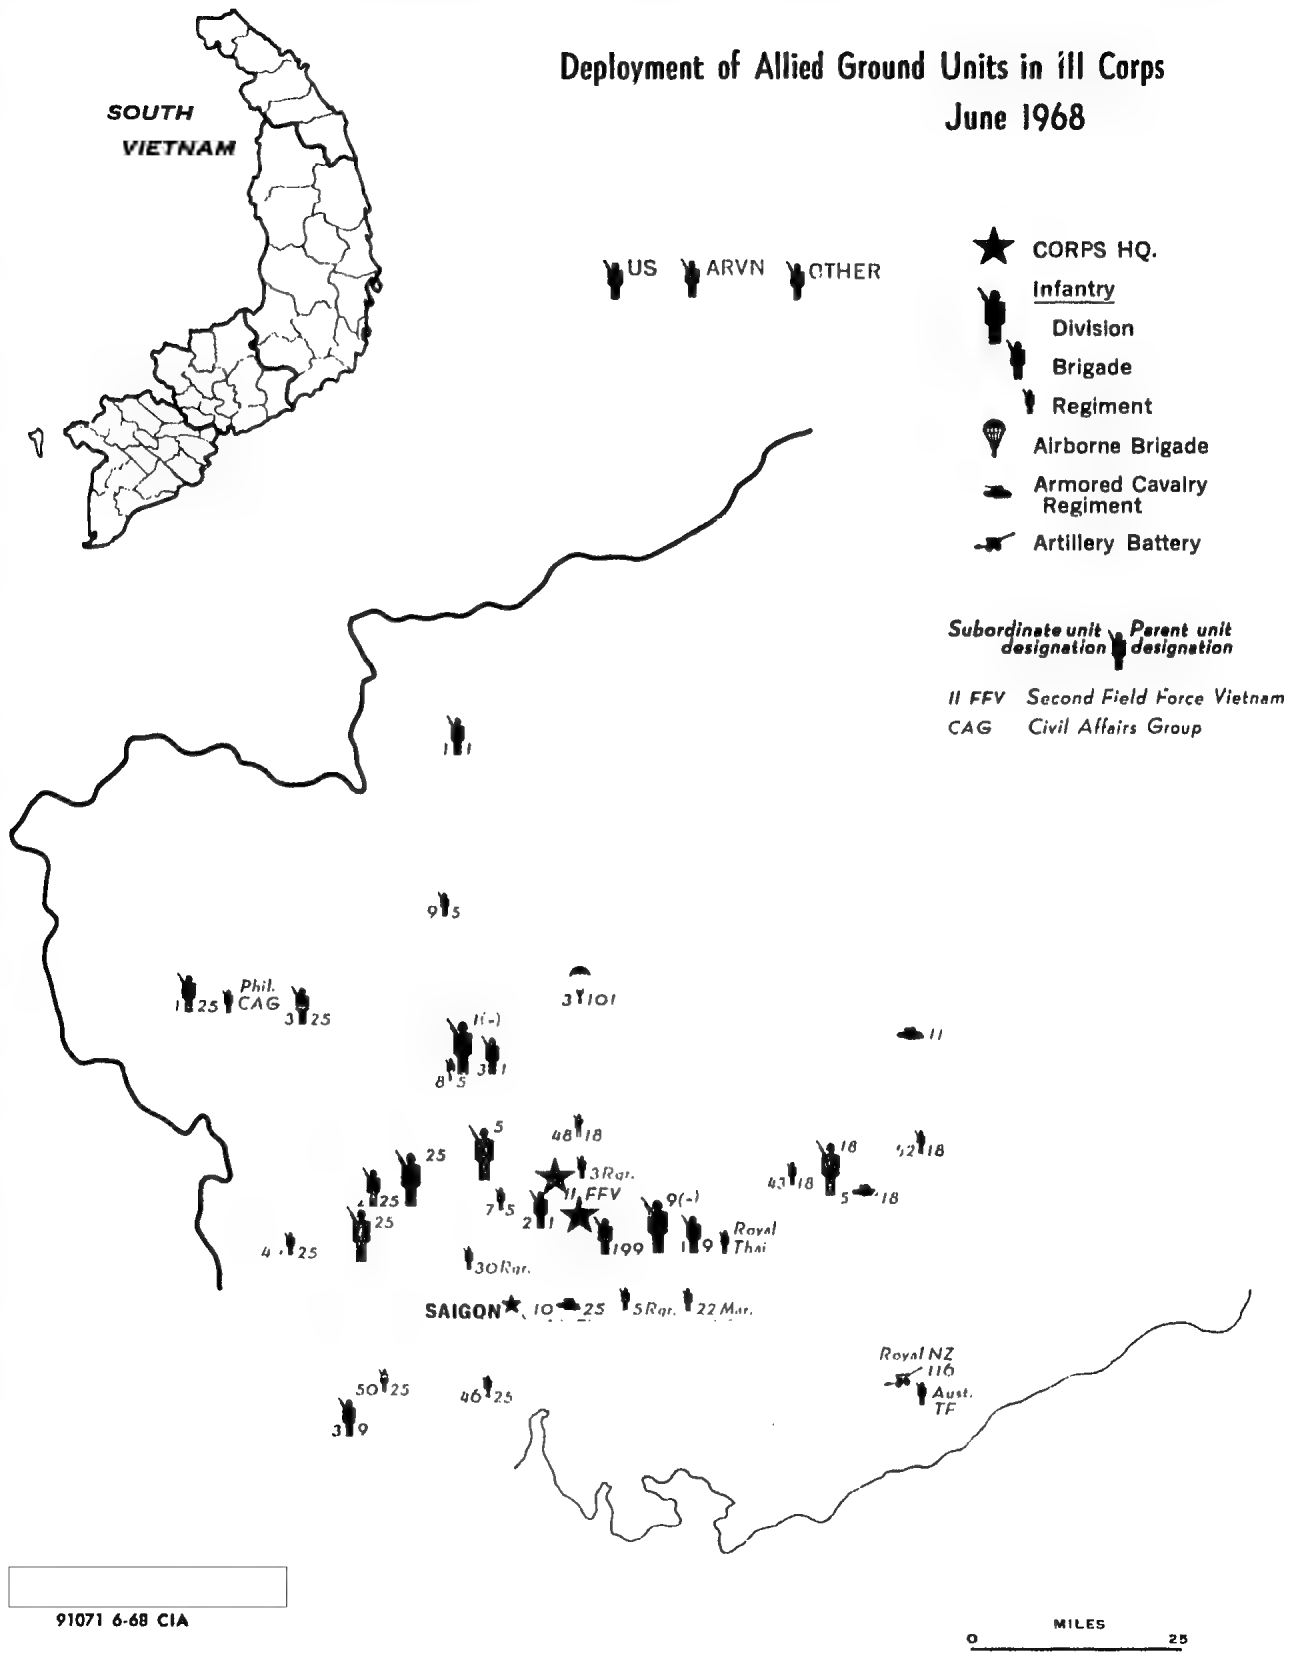 Deployment of Allied Ground Units in III Corps
June 1968
SOUTH
VIETNAM
US
ARVN
OTHER
CORPS HQ.
Infantry
Division
Brigade
Regiment
Airborne Brigade
Armored Cavalry
Regiment
Artillery Battery
Subordinate unit designation
Parent unit designation
II FFV Second Field Force Vietnam
CAG Civil Affairs Group
1 1
9 5
1 25
Phil.
CAG
3 25
3 101
1(-)
3 1
8 5
11
5
48 18
25
3 Rgr.
18
52 18
43 18
5 18
25
II FFV
7 5
2 1
9(-)
25
199
1 9
Royal
Thai
4 25
30 Rgr.
SAIGON
10 25
5 Rgr.
22 Mar.
50 25
46 25
3 9
Royal NZ
116
Aust.
TF
91071 6-68 CIA
MILES
0 25